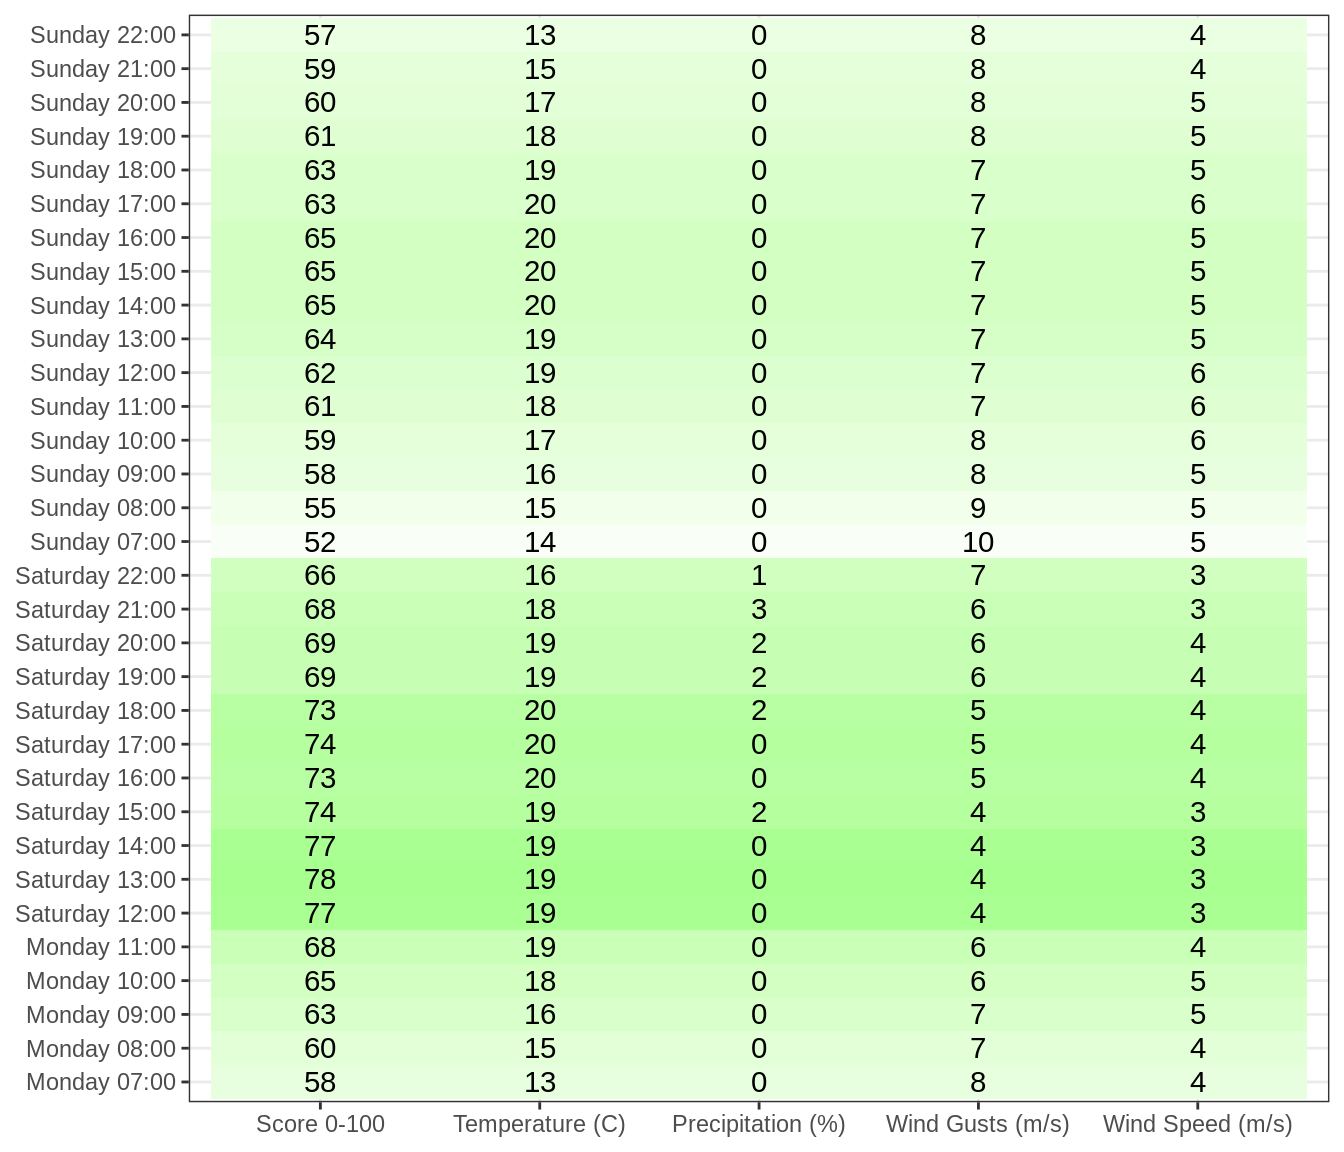 Sunday 22:00 57 13 0 8 4
Sunday 21:00 59 15 0 8 4
Sunday 20:00 60 17 0 8 5
Sunday 19:00 61 18 0 8 5
Sunday 18:00 63 19 0 7 5
Sunday 17:00 63 20 0 7 6
Sunday 16:00 65 20 0 7 5
Sunday 15:00 65 20 0 7 5
Sunday 14:00 65 20 0 7 5
Sunday 13:00 64 19 0 7 5
Sunday 12:00 62 19 0 7 6
Sunday 11:00 61 18 0 7 6
Sunday 10:00 59 17 0 8 6
Sunday 09:00 58 16 0 8 5
Sunday 08:00 55 15 0 9 5
Sunday 07:00 52 14 0 10 5
Saturday 22:00 66 16 1 7 3
Saturday 21:00 68 18 3 6 3
Saturday 20:00 69 19 2 6 4
Saturday 19:00 69 19 2 6 4
Saturday 18:00 73 20 2 5 4
Saturday 17:00 74 20 0 5 4
Saturday 16:00 73 20 0 5 4
Saturday 15:00 74 19 2 4 3
Saturday 14:00 77 19 0 4 3
Saturday 13:00 78 19 0 4 3
Saturday 12:00 77 19 0 4 3
Monday 11:00 68 19 0 6 4
Monday 10:00 65 18 0 6 5
Monday 09:00 63 16 0 7 5
Monday 08:00 60 15 0 7 4
Monday 07:00 58 13 0 8 4
Score 0-100 Temperature (C) Precipitation (%) Wind Gusts (m/s) Wind Speed (m/s)